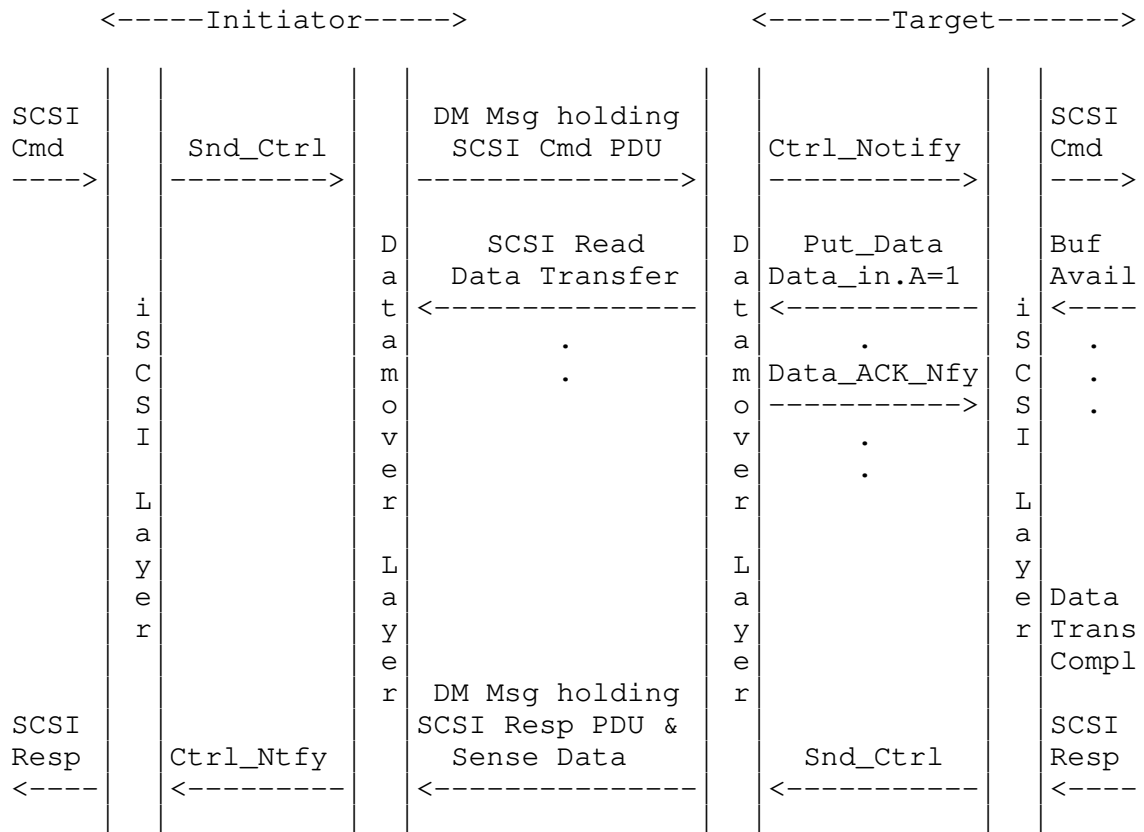 <-----Initiator-----> <-------Target------->
SCSI DM Msg holding SCSI
Cmd Snd_Ctrl SCSI Cmd PDU Ctrl_Notify Cmd
----> ---------> ---------------> -----------> ---->
D SCSI Read D Put_Data Buf
a Data Transfer a Data_in.A=1 Avail
i t <--------------- t <----------- i <----
S a . a . S .
C m . m Data_ACK_Nfy C .
S o o -----------> S .
I v v . I
e e .
L r r L
a a
y L L y
e a a e Data
r y y r Trans
e e Compl
r DM Msg holding r
SCSI SCSI Resp PDU & SCSI
Resp Ctrl_Ntfy Sense Data Snd_Ctrl Resp
<---- <--------- <--------------- <----------- <----